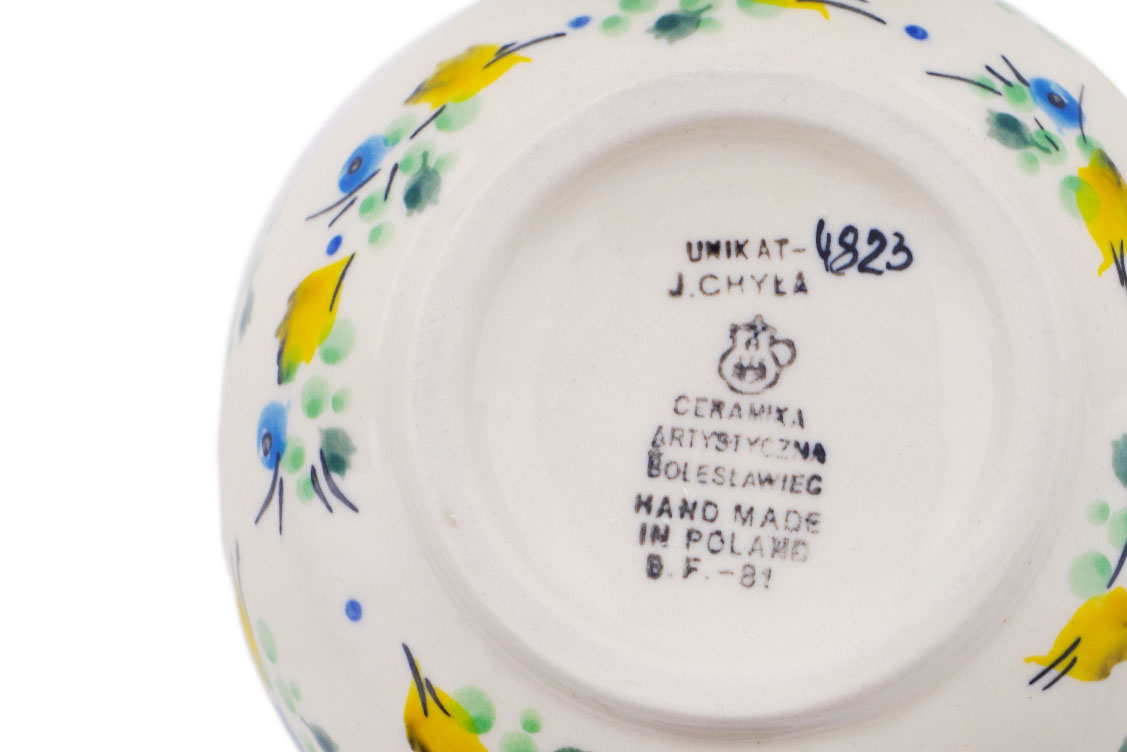 UNIKAT-4823
J.CHYŁA
CERAMIKA
ARTYSTYCZNA
BOLESŁAWIEC
HAND MADE
IN POLAND
B.F.-81